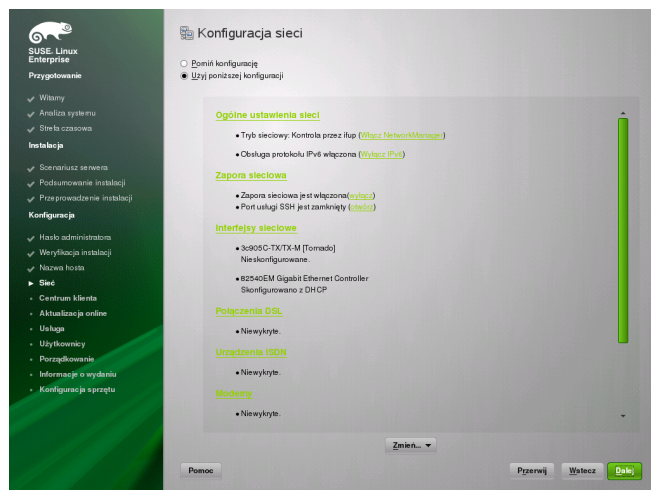 SUSE. Linux
Enterprise
Przygotowanie
Witamy
Analiza systemu
Strefa czasowa
Instalacja
Scenariusz serwera
Podsumowanie instalacji
Przeprowadzenie instalacji
Konfiguracja
Hasło administratora
Weryfikacja instalacji
Nazwa hosta
Sieć
Centrum klienta
Aktualizacja online
Usługa
Użytkownicy
Porządkowanie
Informacje o wydaniu
Konfiguracja sprzętu
Konfiguracja sieci
Pomiń konfigurację
Użyj poniższej konfiguracji
Ogólne ustawienia sieci
Tryb sieciowy: Kontrola przez ifup (Włącz NetworkManager)
Obsługa protokołu IPv6 włączona (Wyłącz IPv6)
Zapora sieciowa
Zapora sieciowa jest włączona(wyłącz)
Port usługi SSH jest zamknięty (otwórz)
Interfejsy sieciowe
3c905C-TX/TX-M [Tornado]
Nieskonfigurowane.
82540EM Gigabit Ethernet Controller
Skonfigurowano z DHCP
Połączenia DSL
Niewykryte.
Urządzenia ISDN
Niewykryte.
Modemy
Niewykryte.
Zmień...
Pomoc
Przerwij
Wstecz
Dalej